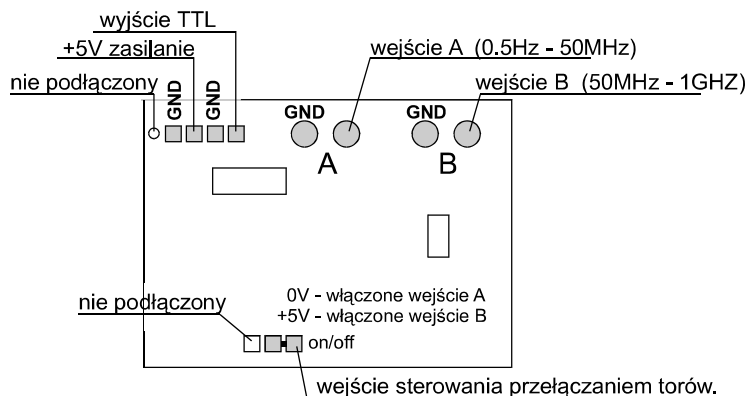 wyjście TTL
+5V zasilanie
wejście A (0.5Hz - 50MHz)
nie podłączony
wejście B (50MHz - 1GHZ)
GND
GND
GND
GND
A
B
0V - włączone wejście A
nie podłączony
+5V - włączone wejście B
on/off
wejście sterowania przełączaniem torów.